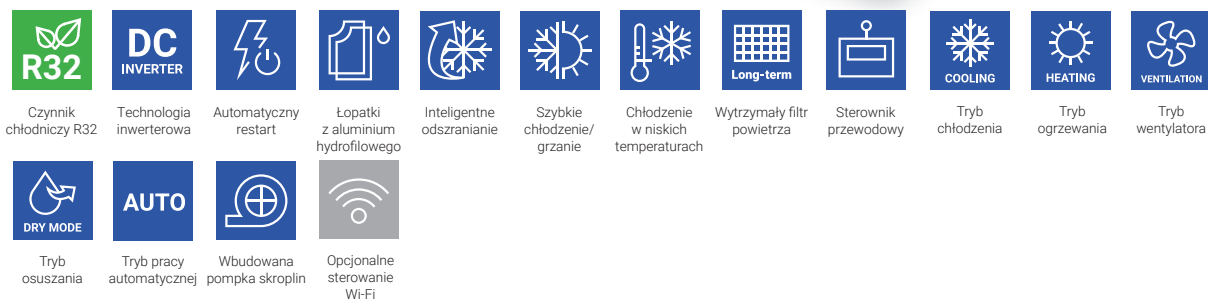 R32
Czynnik
chłodniczy R32
DC
INVERTER
Technologia
inwerterowa
Automatyczny
restart
Łopatki
z aluminium
hydrofilowego
Inteligentne
odszranianie
Szybkie
chłodzenie/
grzanie
Chłodzenie
w niskich
temperaturach
Long-term
Wytrzymały filtr
powietrza
Sterownik
przewodowy
COOLING
Tryb
chłodzenia
HEATING
Tryb
ogrzewania
VENTILATION
Tryb
wentylatora
DRY MODE
Tryb
osuszania
AUTO
Tryb pracy
automatycznej
Wbudowana
pompka skroplin
Opcjonalne
sterowanie
Wi-Fi